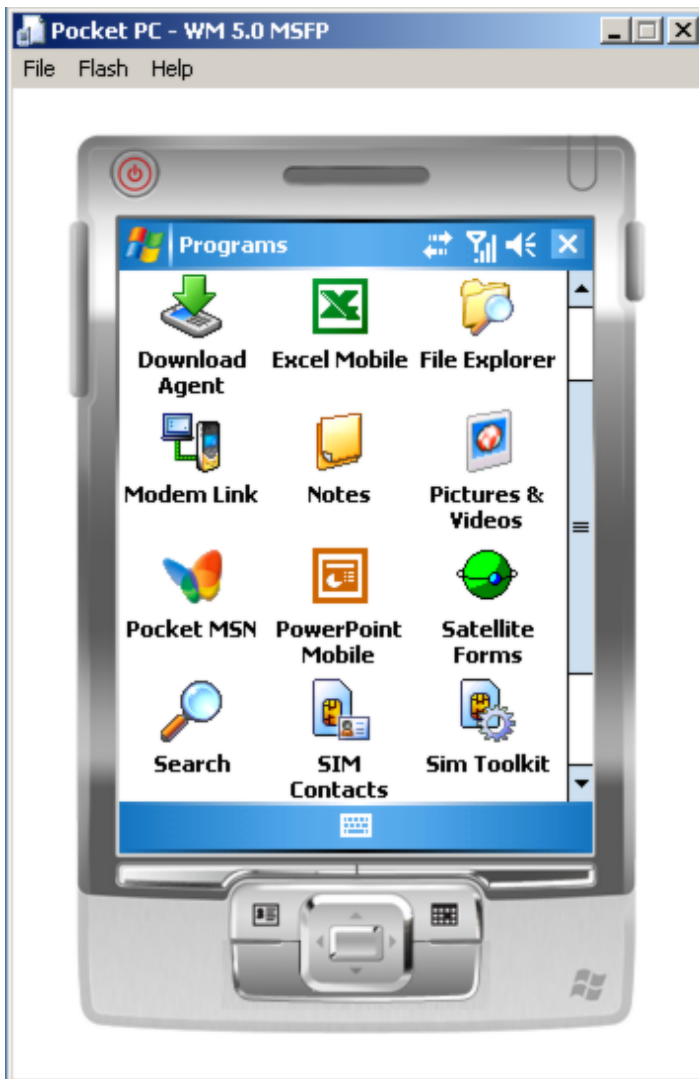 Pocket PC - WM 5.0 MSFP
File Flash Help
Programs
Download Agent
Excel Mobile
File Explorer
Modem Link
Notes
Pictures & Videos
Pocket MSN
PowerPoint Mobile
Satellite Forms
Search
SIM Contacts
Sim Toolkit